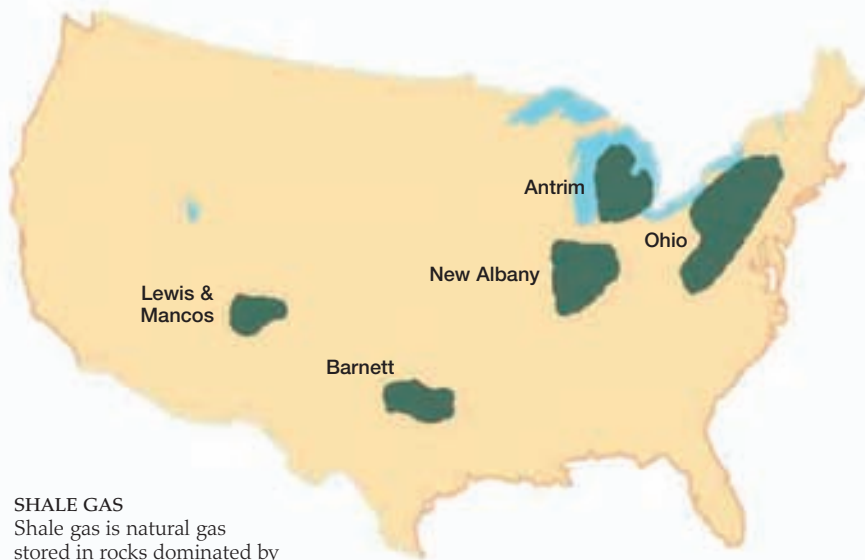 Antrim
Ohio
New Albany
Lewis &
Mancos
Barnett
SHALE GAS
Shale gas is natural gas
stored in rocks dominated by